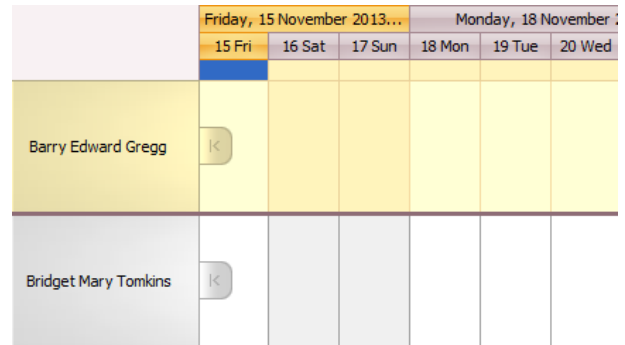 Friday, 15 November 2013... Monday, 18 November
15 Fri 16 Sat 17 Sun 18 Mon 19 Tue 20 Wed
Barry Edward Gregg
Bridget Mary Tomkins